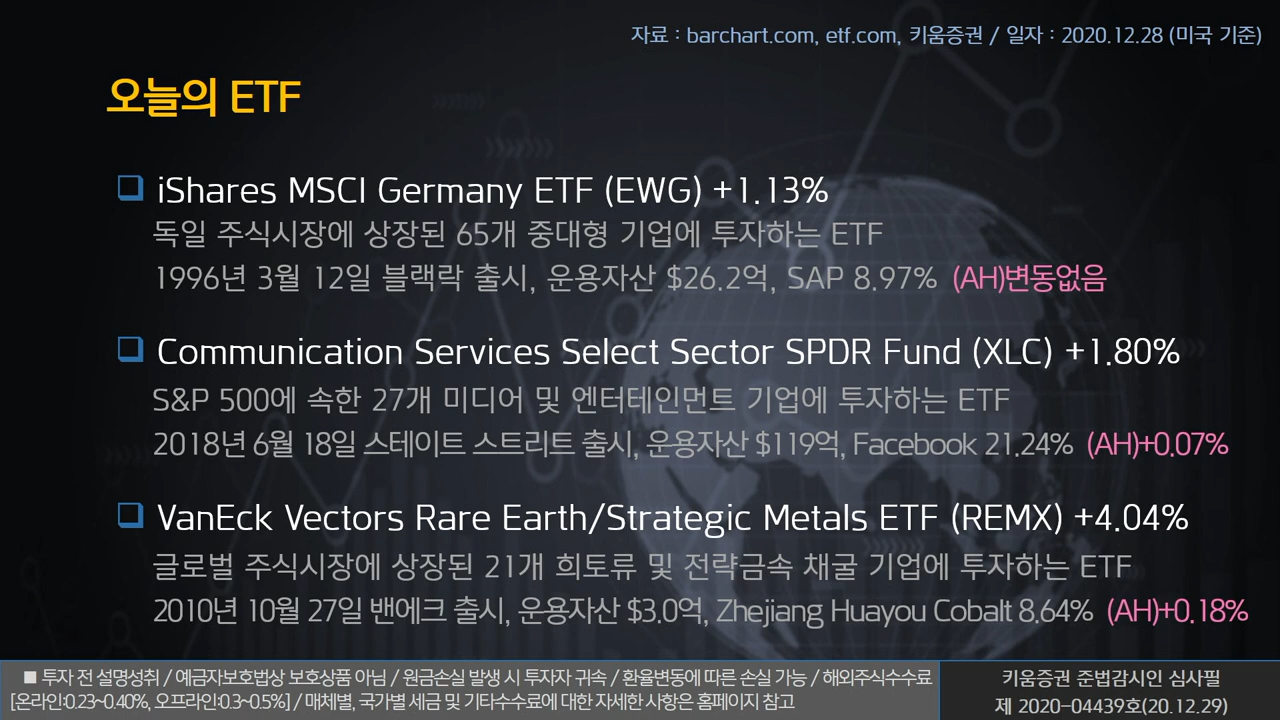 자료 : barchart.com, etf.com, 키움증권 / 일자 : 2020.12.28 (미국 기준)
오늘의 ETF
❑ iShares MSCI Germany ETF (EWG) +1.13%
독일 주식시장에 상장된 65개 중대형 기업에 투자하는 ETF
1996년 3월 12일 블랙락 출시, 운용자산 $26.2억, SAP 8.97% (AH)변동없음
❑ Communication Services Select Sector SPDR Fund (XLC) +1.80%
S&P 500에 속한 27개 미디어 및 엔터테인먼트 기업에 투자하는 ETF
2018년 6월 18일 스테이트 스트리트 출시, 운용자산 $119억, Facebook 21.24% (AH)+0.07%
❑ VanEck Vectors Rare Earth/Strategic Metals ETF (REMX) +4.04%
글로벌 주식시장에 상장된 21개 희토류 및 전략금속 채굴 기업에 투자하는 ETF
2010년 10월 27일 밴에크 출시, 운용자산 $3.0억, Zhejiang Huayou Cobalt 8.64% (AH)+0.18%
■ 투자 전 설명성취 / 예금자보호법상 보호상품 아님 / 원금손실 발생 시 투자자 귀속 / 환율변동에 따른 손실 가능 / 해외주식수수료
[온라인:0.23~0.40%, 오프라인:0.3~0.5%] / 매체별, 국가별 세금 및 기타수수료에 대한 자세한 사항은 홈페이지 참고
키움증권 준법감시인 심사필
제 2020-04439호(20.12.29)